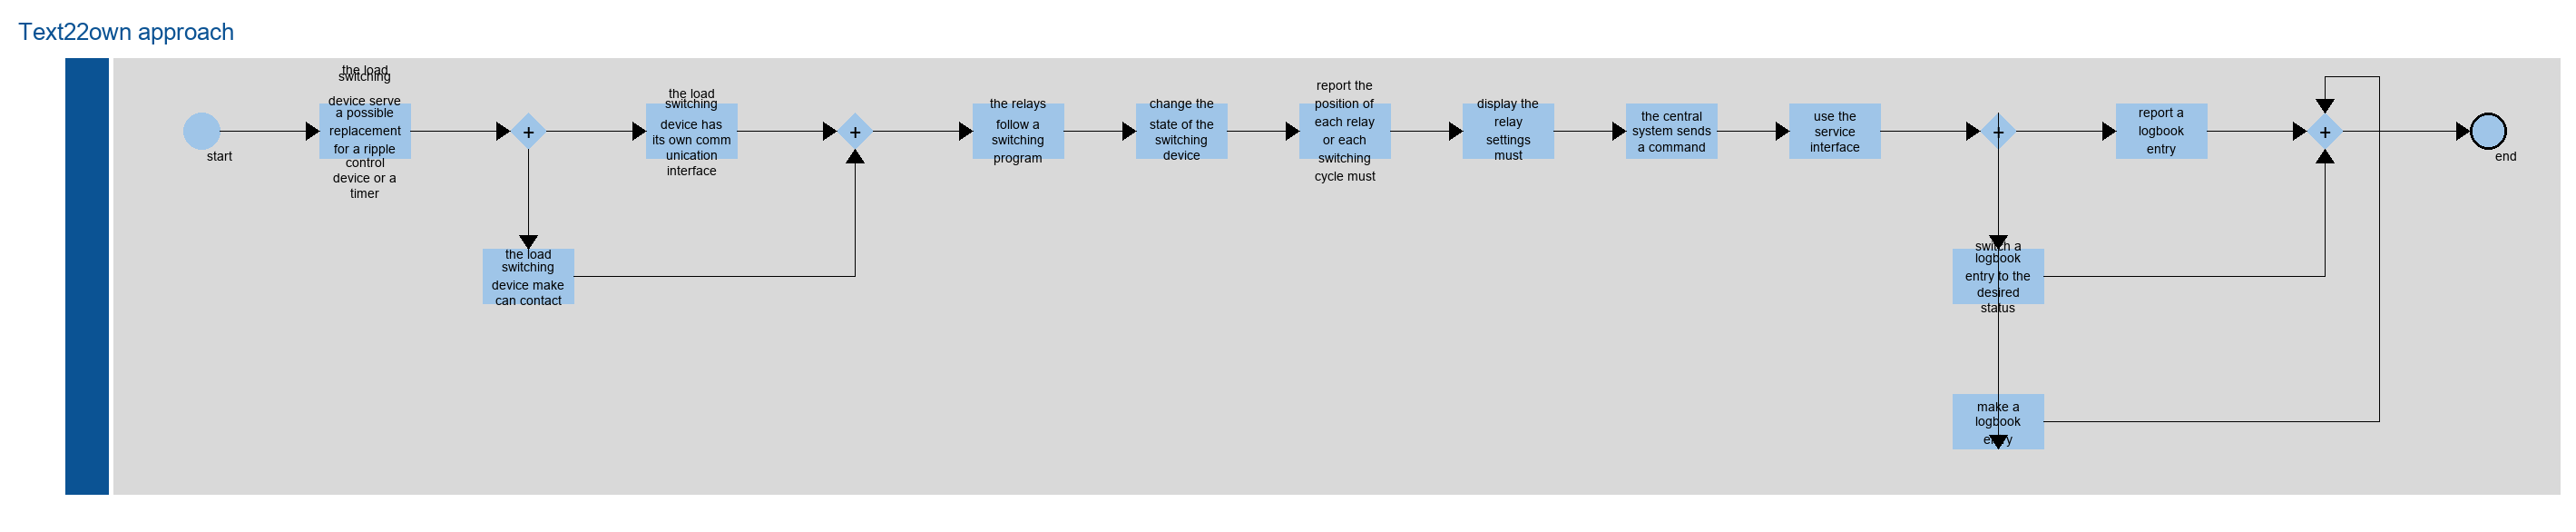 Text22own approach
start
the load
switching
device serve
a possible
replacement
for a ripple
control
device or a
timer
+
the load
switching
device make
can contact
the load
switching
device has
its own comm
unication
interface
+
the relays
follow a
switching
program
change the
state of the
switching
device
report the
position of
each relay
or each
switching
cycle must
display the
relay
settings
must
the central
system sends
a command
use the
service
interface
+
report a
logbook
entry
switch a
logbook
entry to the
desired
status
make a
logbook
entry
+
end